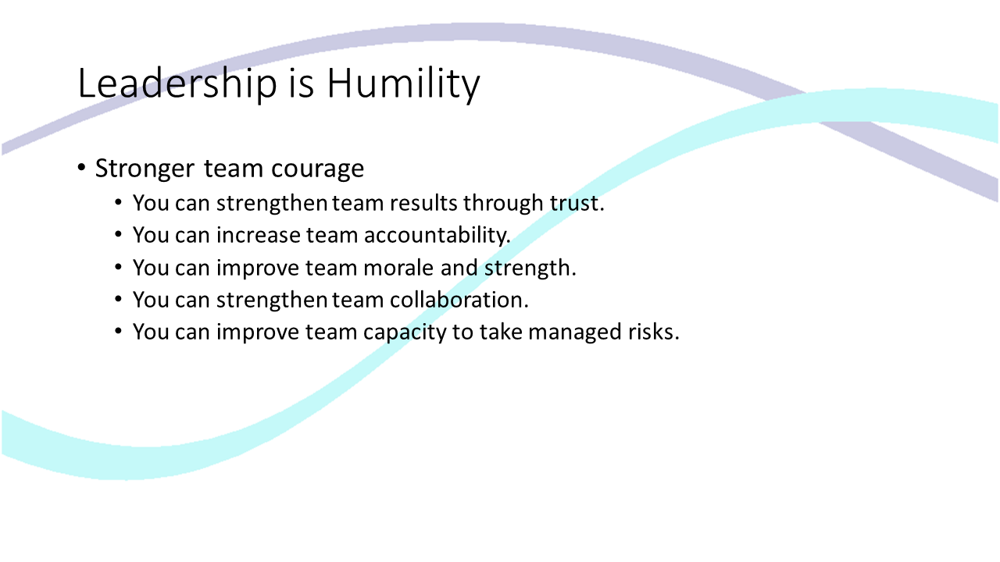 Leadership is Humility
• Stronger team courage
• You can strengthen team results through trust.
• You can increase team accountability.
• You can improve team morale and strength.
• You can strengthen team collaboration.
• You can improve team capacity to take managed risks.